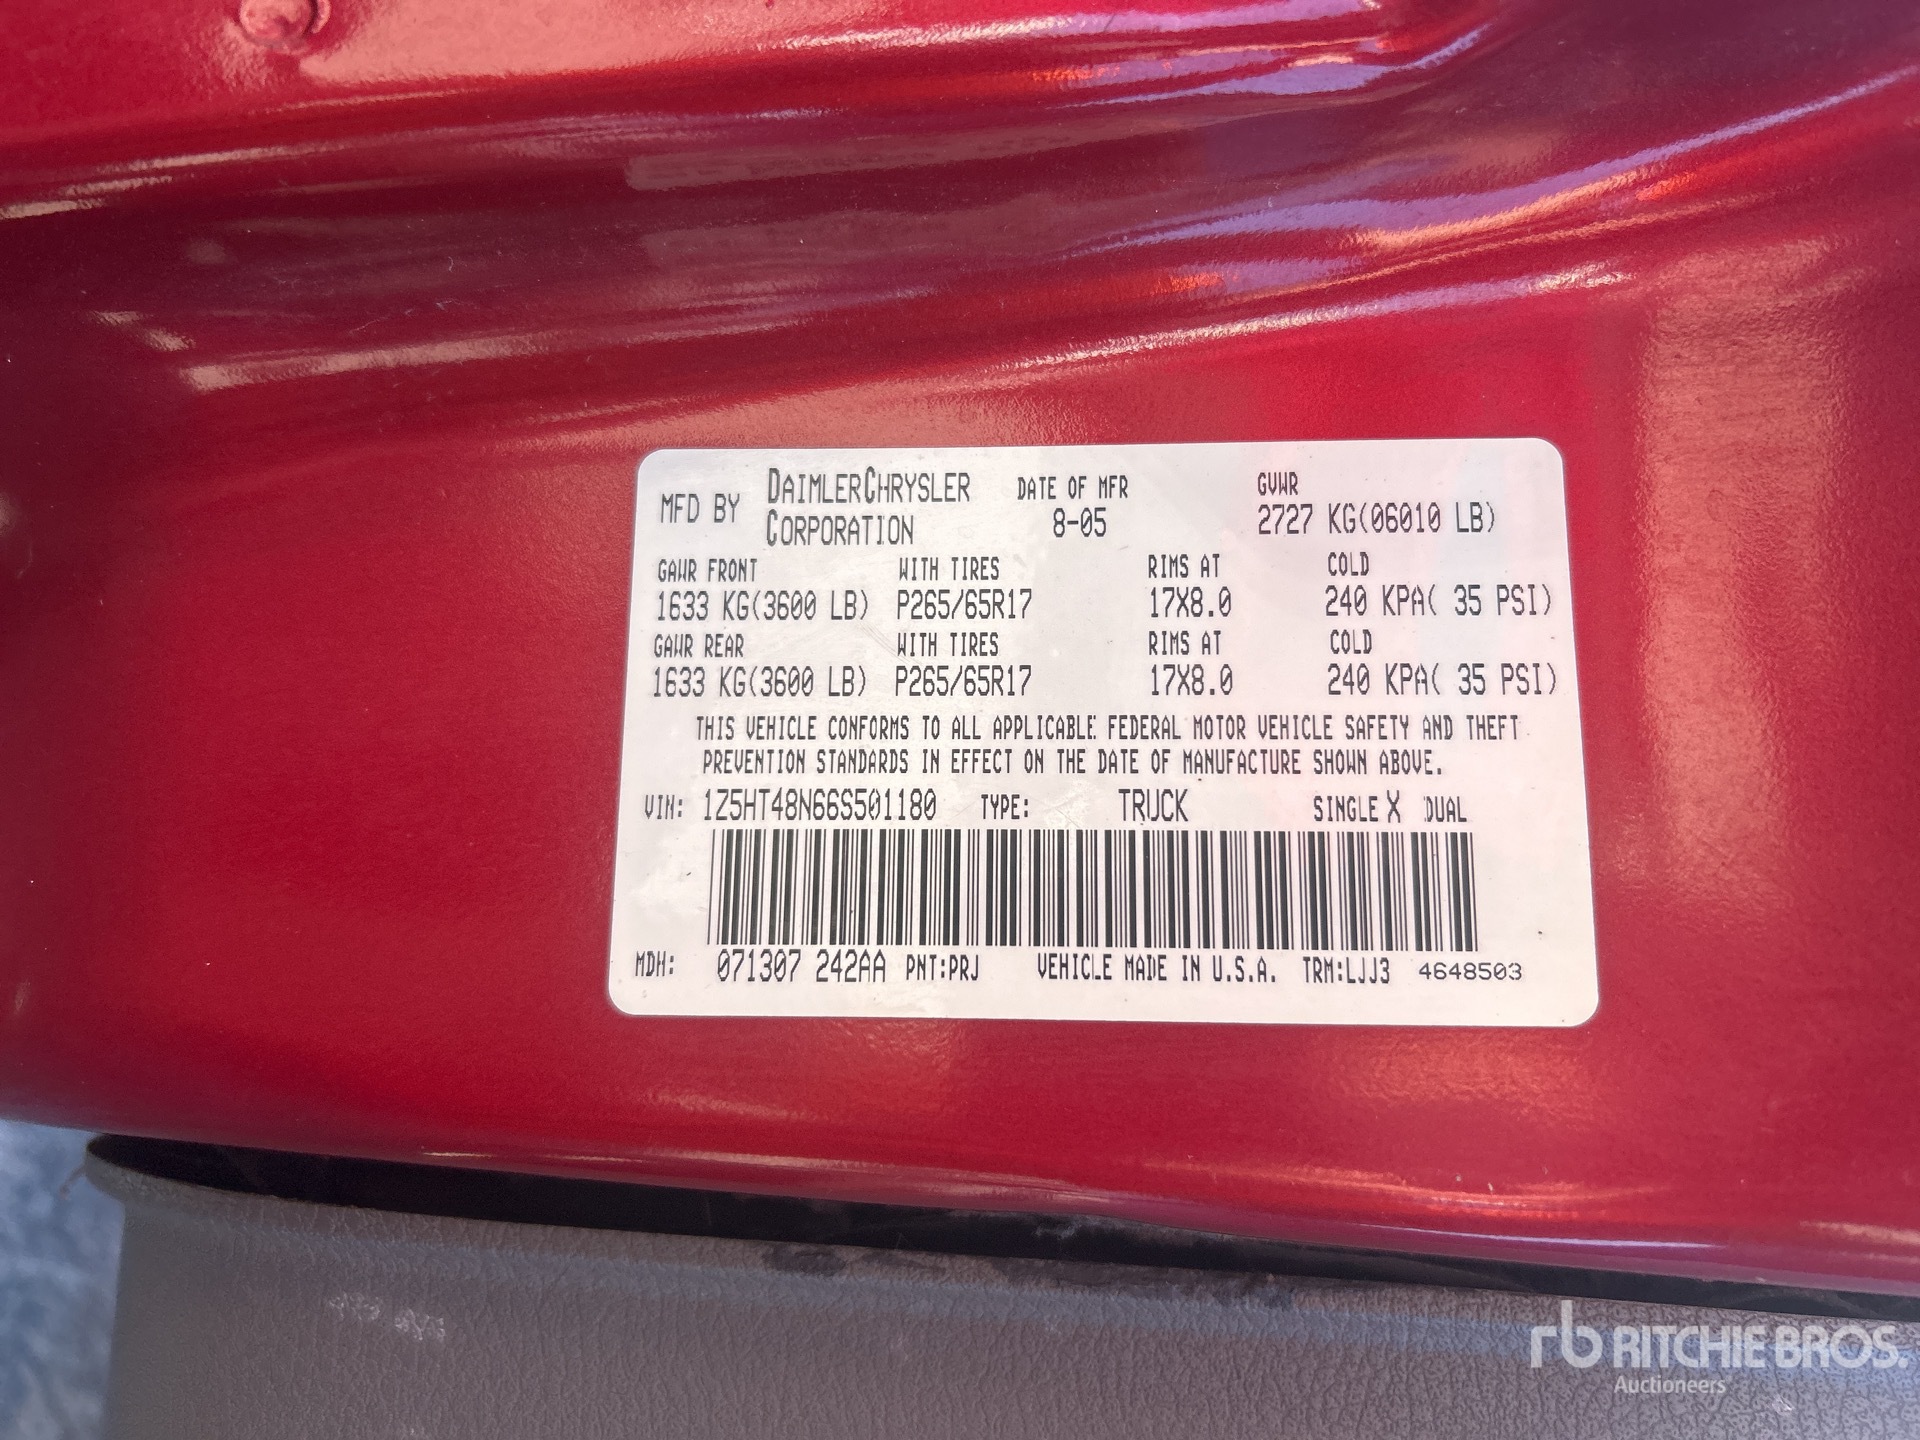 MFD BY DAIMLERCHRYSLER CORPORATION DATE OF MFR 8-05 GVWR 2727 KG(06010 LB)
GAWR FRONT WITH TIRES RIMS AT COLD
1633 KG(3600 LB) P265/65R17 17X8.0 240 KPA( 35 PSI)
GAWR REAR WITH TIRES RIMS AT COLD
1633 KG(3600 LB) P265/65R17 17X8.0 240 KPA( 35 PSI)
THIS VEHICLE CONFORMS TO ALL APPLICABLE FEDERAL MOTOR VEHICLE SAFETY AND THEFT
PREVENTION STANDARDS IN EFFECT ON THE DATE OF MANUFACTURE SHOWN ABOVE.
VIN: 1Z5HT48N66S501180 TYPE: TRUCK SINGLE X DUAL
MDH: 071307 242AA PNT:PRJ VEHICLE MADE IN U.S.A. TRM:LJJ3 4648503
rb RITCHIE BROS.
Auctioneers